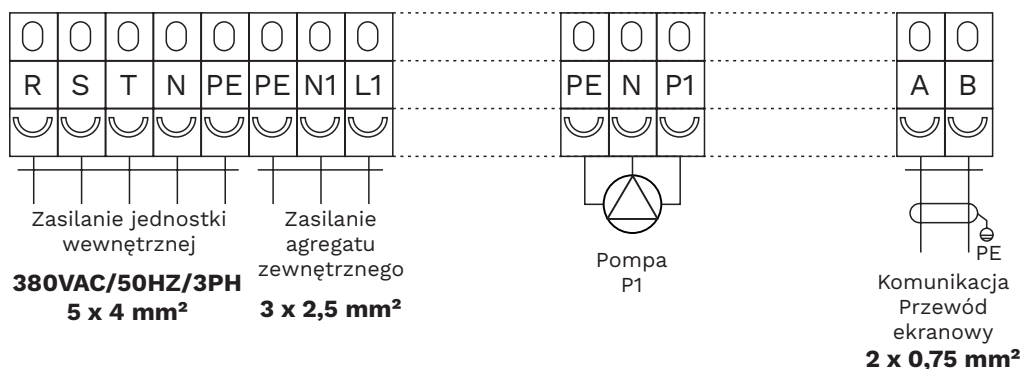 R S T N PE PE N1 L1
PE N P1
A B
Zasilanie jednostki
wewnętrznej
380VAC/50HZ/3PH
5 x 4 mm²
Zasilanie
agregatu
zewnętrznego
3 x 2,5 mm²
Pompa
P1
PE
Komunikacja
Przewód
ekranowy
2 x 0,75 mm²